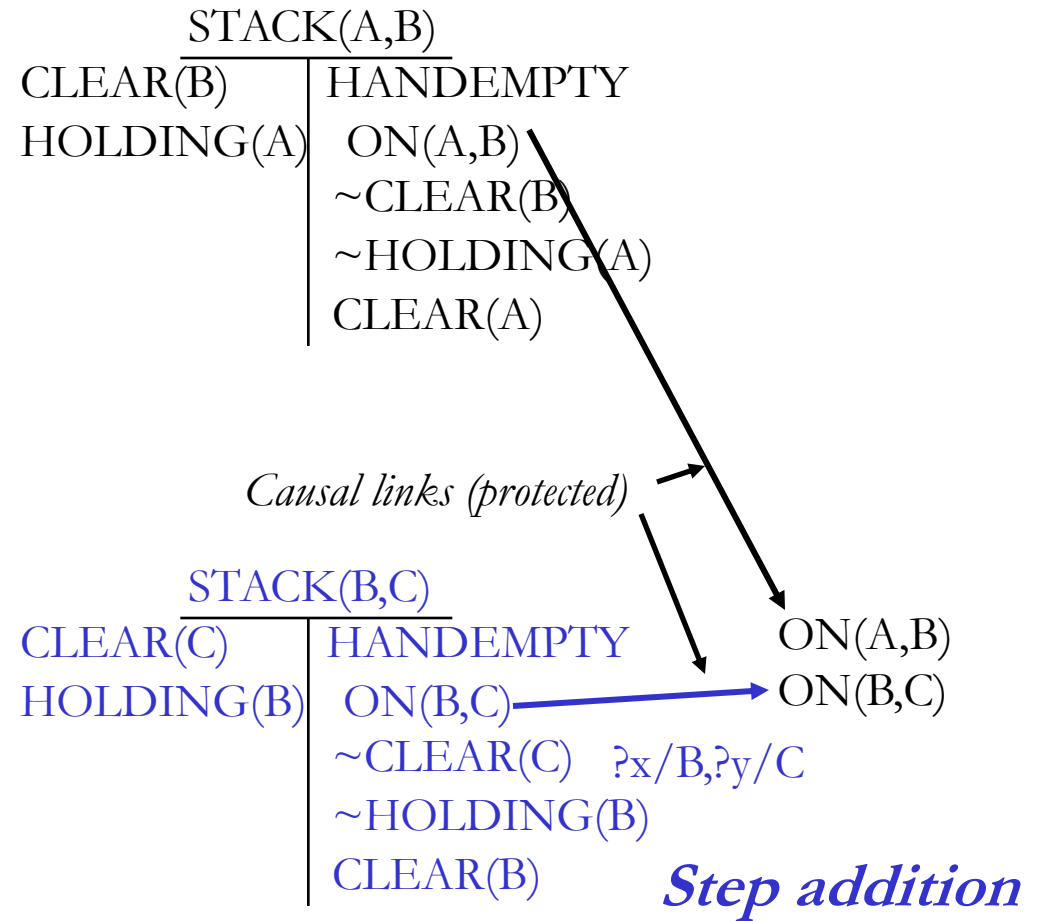 STACK(A,B)
CLEAR(B) HANDEMPTY
HOLDING(A) ON(A,B)
~CLEAR(B)
~HOLDING(A)
CLEAR(A)
Causal links (protected)
STACK(B,C)
CLEAR(C) HANDEMPTY
HOLDING(B) ON(B,C)
~CLEAR(C) ?x/B,?y/C
~HOLDING(B)
CLEAR(B)
ON(A,B)
ON(B,C)
Step addition